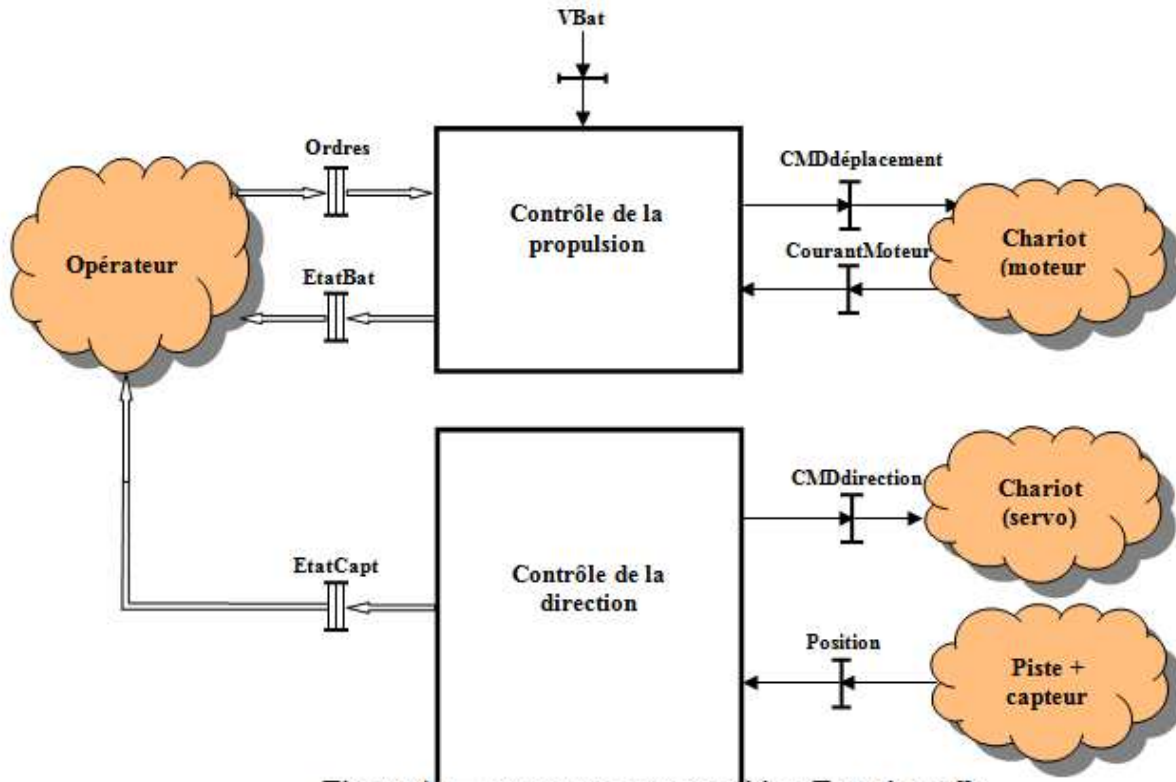 VBat
Ordres
CMDdéplacement
Contrôle de la
propulsion
Opérateur
Chariot
(moteur
CourantMoteur
EtatBat
CMDdirection
Chariot
(servo)
EtatCapt
Contrôle de la
direction
Position
Piste +
capteur